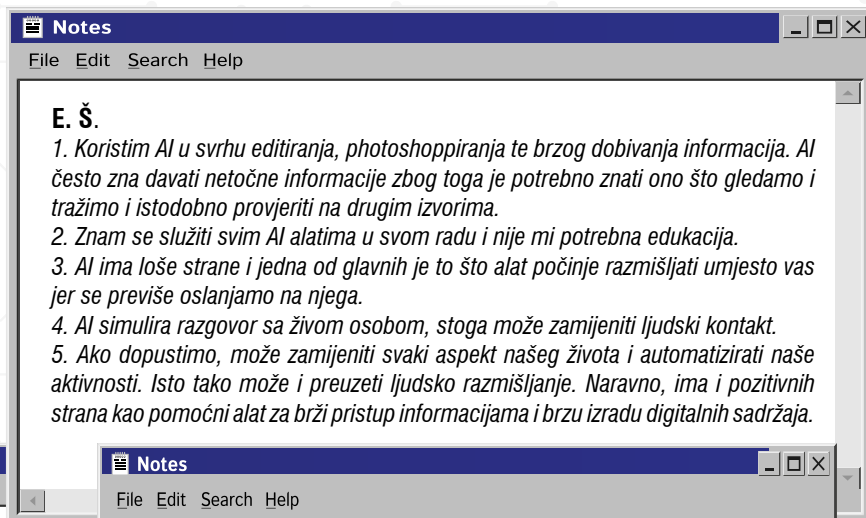 Notes
File Edit Search Help
E. Š.
1. Koristim AI u svrhu editiranja, photoshoppiranja te brzog dobivanja informacija. AI
često zna davati netočne informacije zbog toga je potrebno znati ono što gledamo i
tražimo i istodobno provjeriti na drugim izvorima.
2. Znam se služiti svim AI alatima u svom radu i nije mi potrebna edukacija.
3. AI ima loše strane i jedna od glavnih je to što alat počinje razmišljati umjesto vas
jer se previše oslanjamo na njega.
4. AI simulira razgovor sa živom osobom, stoga može zamijeniti ljudski kontakt.
5. Ako dopustimo, može zamijeniti svaki aspekt našeg života i automatizirati naše
aktivnosti. Isto tako može i preuzeti ljudsko razmišljanje. Naravno, ima i pozitivnih
strana kao pomoćni alat za brži pristup informacijama i brzu izradu digitalnih sadržaja.
Notes
File Edit Search Help